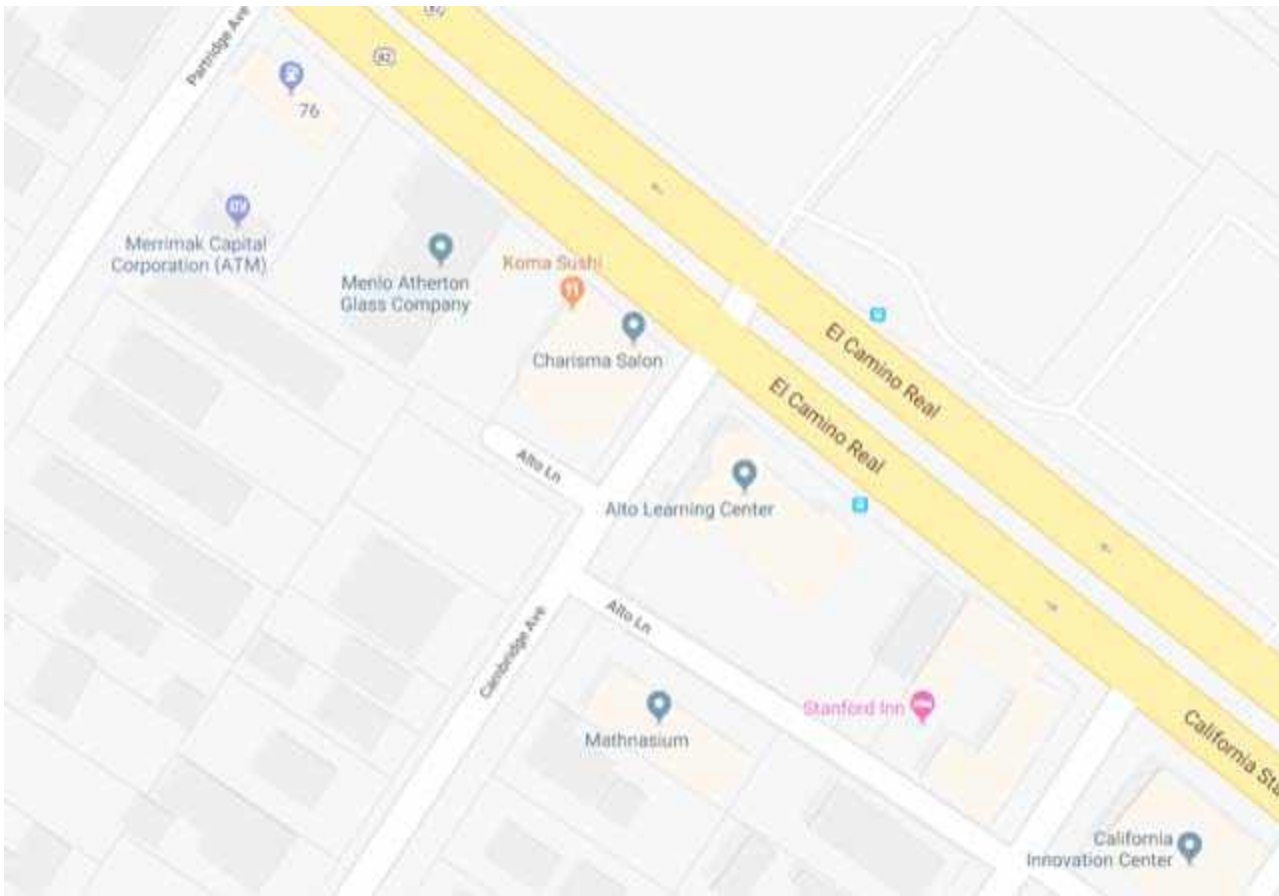 82
82
Partridge Ave
76
Merrimak Capital
Corporation (ATM)
Menlo Atherton
Glass Company
Koma Sushi
Charisma Salon
El Camino Real
El Camino Real
Alto Ln
Alto Learning Center
Alto Ln
Cambridge Ave
Mathnasium
Stanford Inn
California Sta
California
Innovation Center